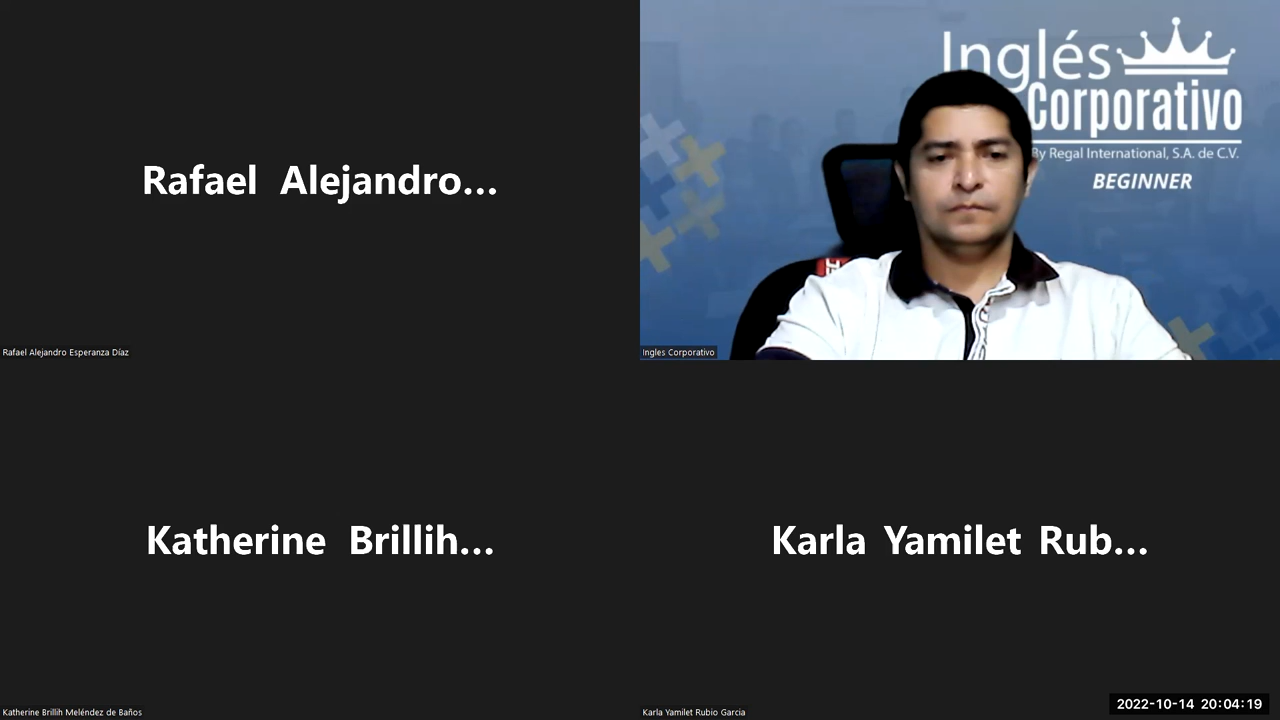 Rafael Alejandro...
Rafael Alejandro Esperanza Díaz
Inglés
Corporativo
By Regal International, S.A. de C.V.
BEGINNER
Ingles Corporativo
Katherine Brillih...
Katherine Brillih Meléndez de Baños
Karla Yamilet Rub...
Karla Yamilet Rubio Garcia
2022-10-14 20:04:19